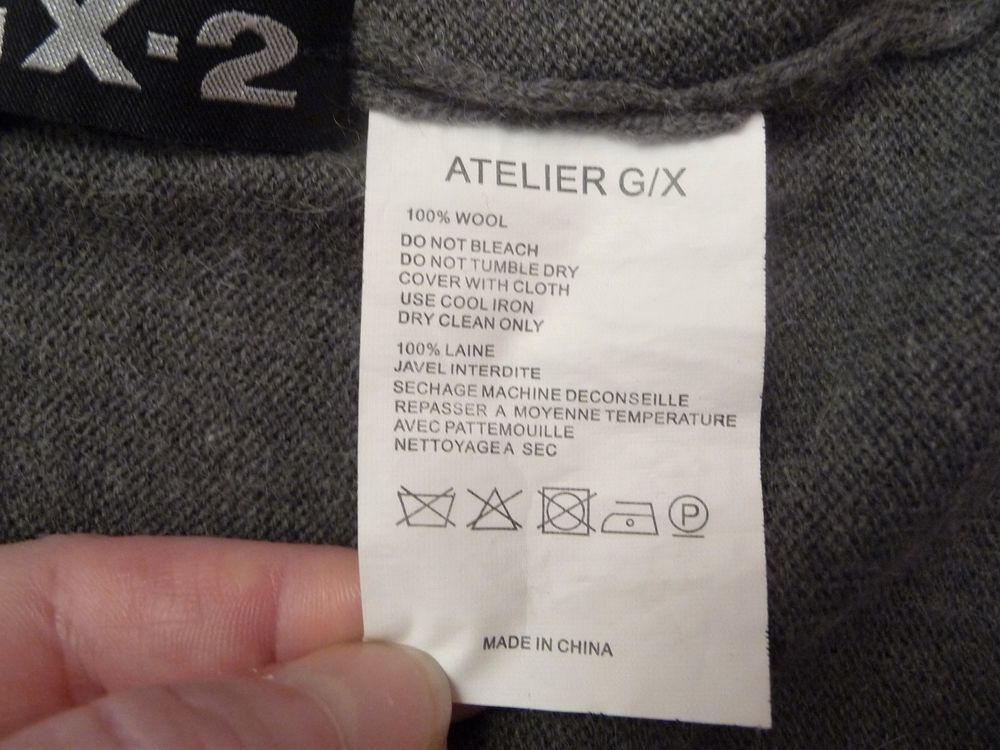 X-2
ATELIER G/X
100% WOOL
DO NOT BLEACH
DO NOT TUMBLE DRY
COVER WITH CLOTH
USE COOL IRON
DRY CLEAN ONLY
100% LAINE
JAVEL INTERDITE
SECHAGE MACHINE DECONSEILLE
REPASSER A MOYENNE TEMPERATURE
AVEC PATTEMOUILLE
NETTOYAGE A SEC
P
MADE IN CHINA